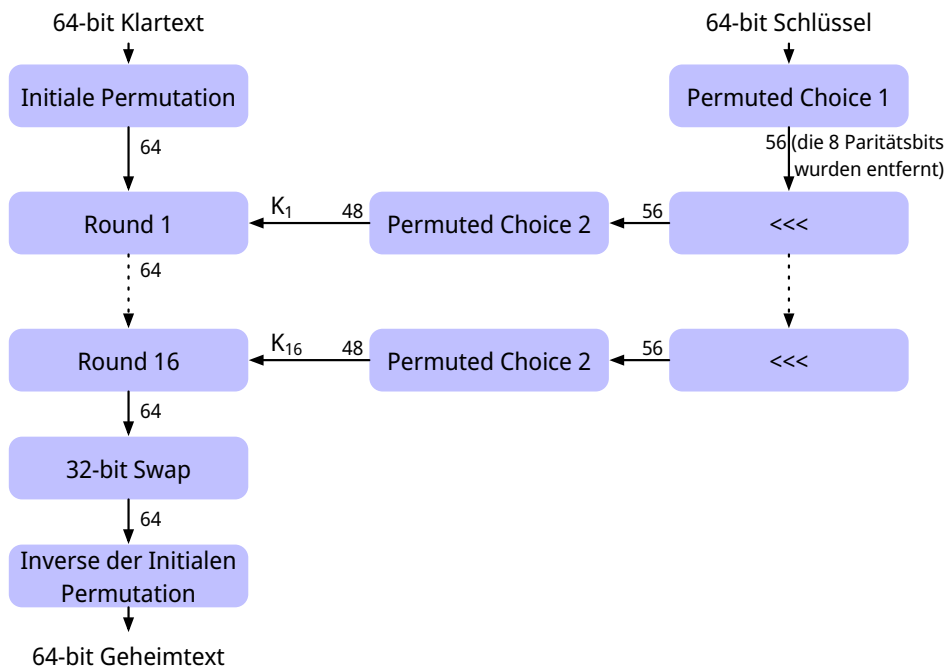 64-bit Klartext
64-bit Schlüssel
Initiale Permutation
Permuted Choice 1
64
56 (die 8 Paritätsbits
wurden entfernt)
Round 1
K₁
48
Permuted Choice 2
56
<<<
64
Round 16
K₁₆
48
Permuted Choice 2
56
<<<
64
32-bit Swap
64
Inverse der Initialen
Permutation
64-bit Geheimtext